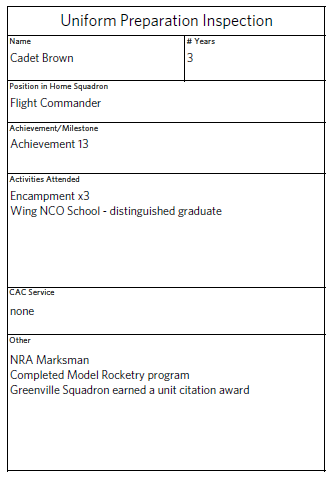 Uniform Preparation Inspection
Name
# Years
Cadet Brown
3
Position in Home Squadron
Flight Commander
Achievement/Milestone
Achievement 13
Activities Attended
Encampment x3
Wing NCO School - distinguished graduate
CAC Service
none
Other
NRA Marksman
Completed Model Rocketry program
Greenville Squadron earned a unit citation award